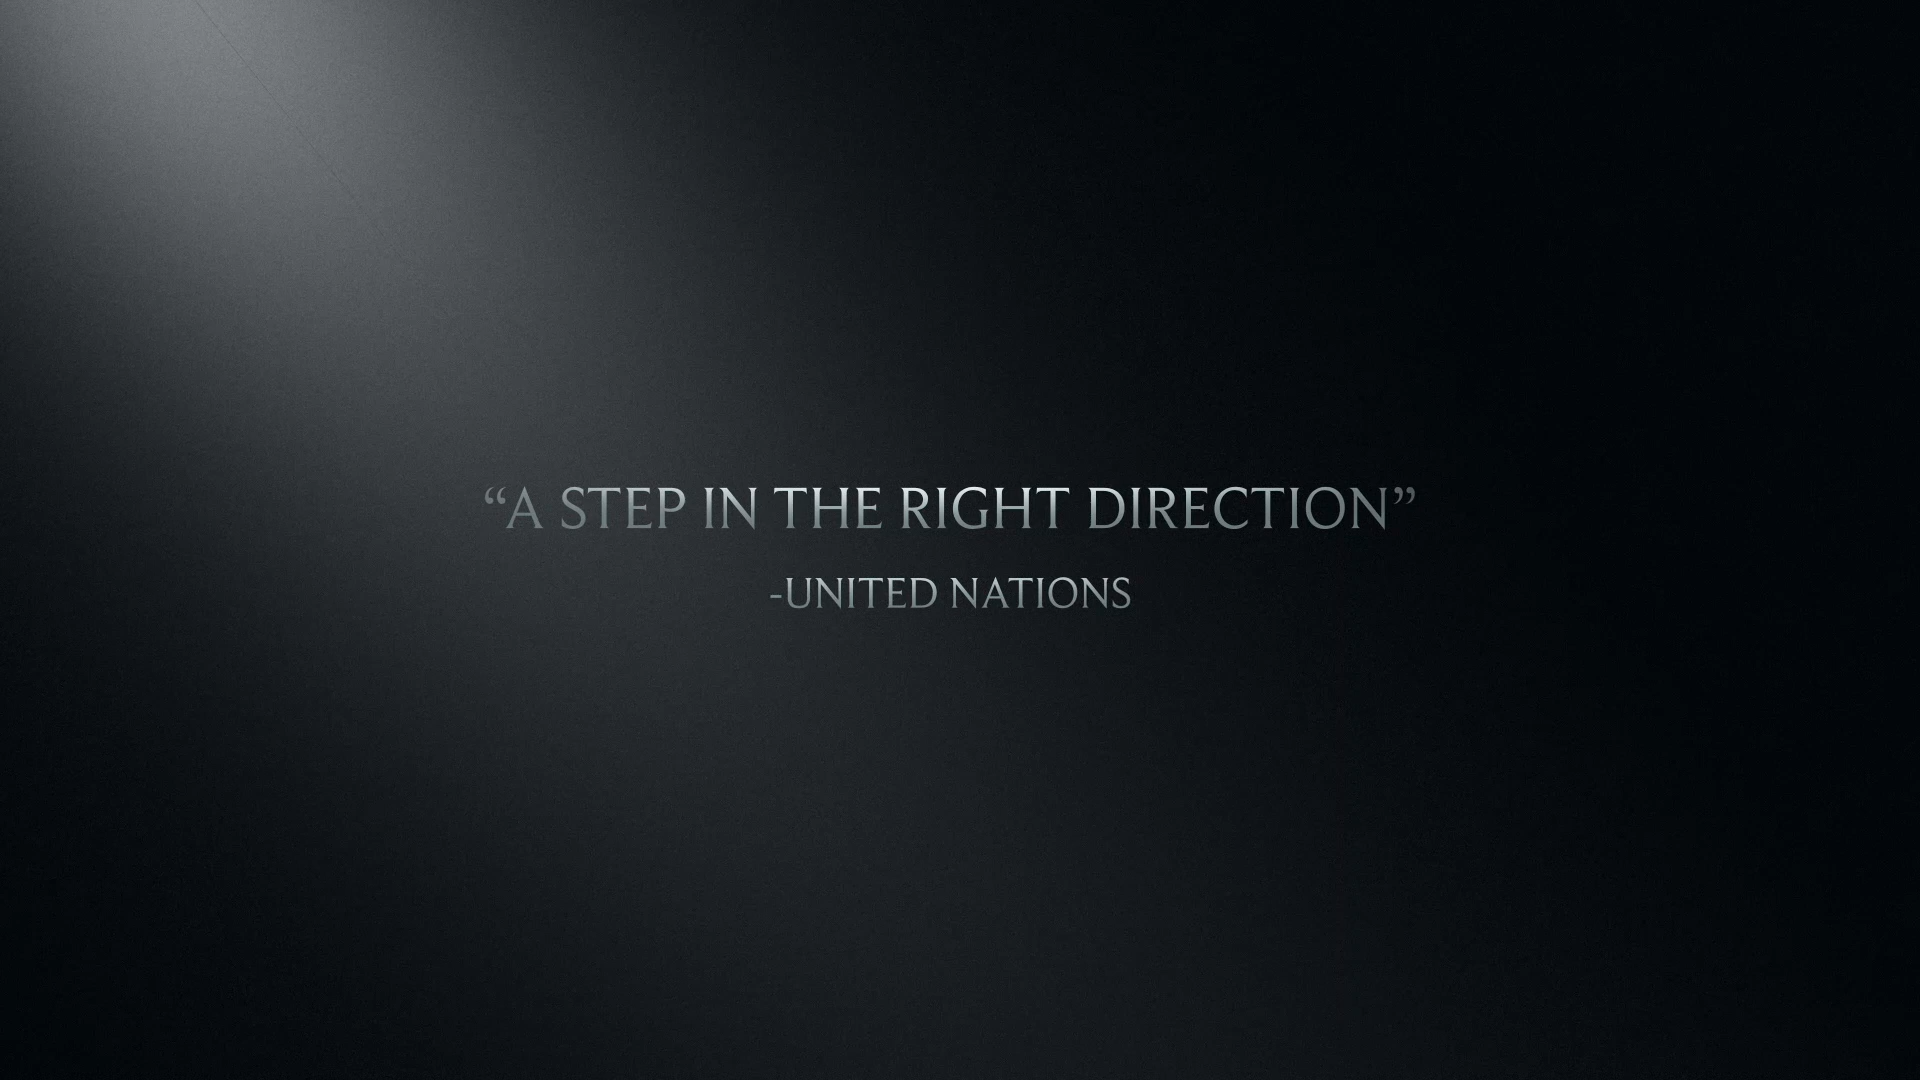 “A STEP IN THE RIGHT DIRECTION”
-UNITED NATIONS